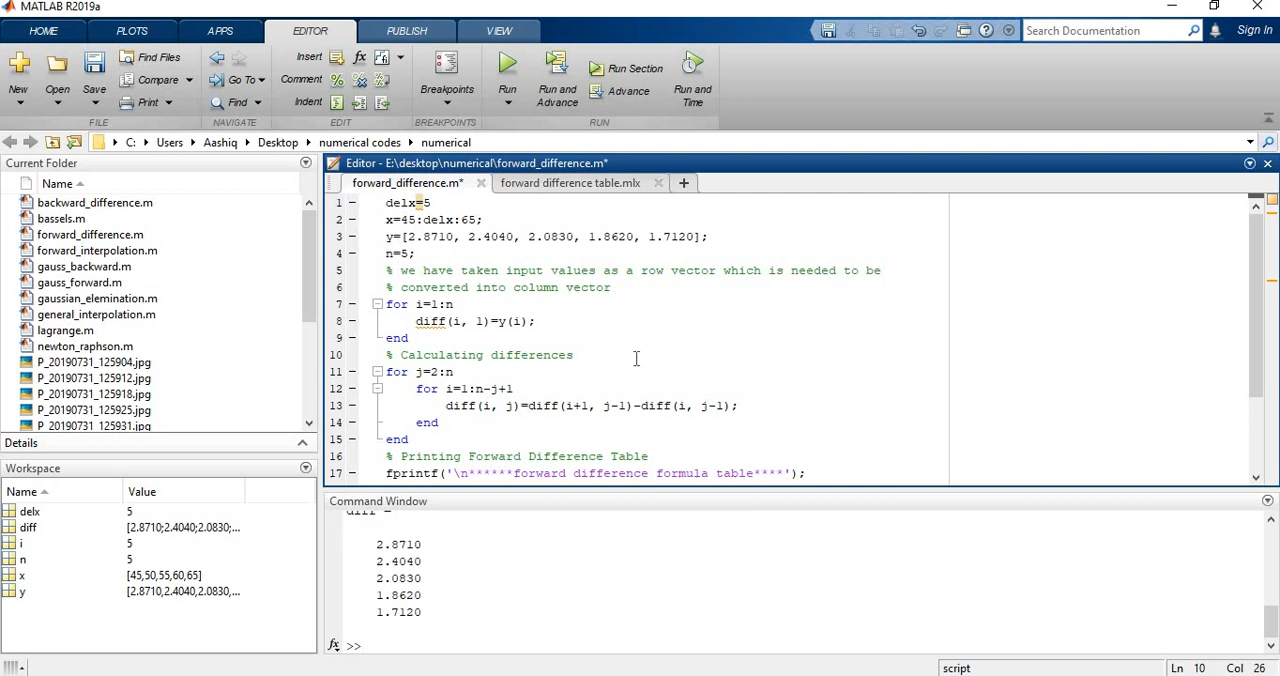 MATLAB R2019a
HOME PLOTS APPS EDITOR PUBLISH VIEW Search Documentation Sign In
New Open Save Find Files Compare Print Go To Find Insert fx Comment % Indent Breakpoints Run Run and Advance Run Section Advance Run and Time
FILE NAVIGATE EDIT BREAKPOINTS RUN
C: Users Aashiq Desktop numerical codes numerical
Current Folder
Name
backward_difference.m
bassels.m
forward_difference.m
forward_interpolation.m
gauss_backward.m
gauss_forward.m
gaussian_elemination.m
general_interpolation.m
lagrange.m
newton_raphson.m
P_20190731_125904.jpg
P_20190731_125912.jpg
P_20190731_125918.jpg
P_20190731_125925.jpg
P_20190731_125931.jpg
Details
Workspace
Name Value
delx 5
diff [2.8710;2.4040;2.0830;...
i 5
n 5
x [45,50,55,60,65]
y [2.8710,2.4040,2.0830,...
Editor - E:\desktop\numerical\forward_difference.m*
forward_difference.m* forward difference table.mlx
1 delx=5
2 x=45:delx:65;
3 y=[2.8710, 2.4040, 2.0830, 1.8620, 1.7120];
4 n=5;
5 % we have taken input values as a row vector which is needed to be
6 % converted into column vector
7 for i=1:n
8 diff(i, 1)=y(i);
9 end
10 % Calculating differences
11 for j=2:n
12 for i=1:n-j+1
13 diff(i, j)=diff(i+1, j-1)-diff(i, j-1);
14 end
15 end
16 % Printing Forward Difference Table
17 fprintf('\n******forward difference formula table****');
Command Window
diff =
2.8710
2.4040
2.0830
1.8620
1.7120
fx >>
script Ln 10 Col 26